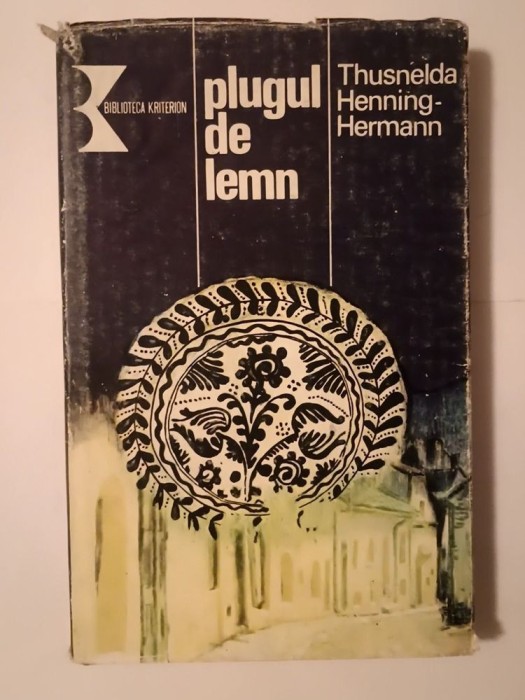 BIBLIOTECA KRITERION
plugul
de
lemn
Thusnelda
Henning-
Hermann